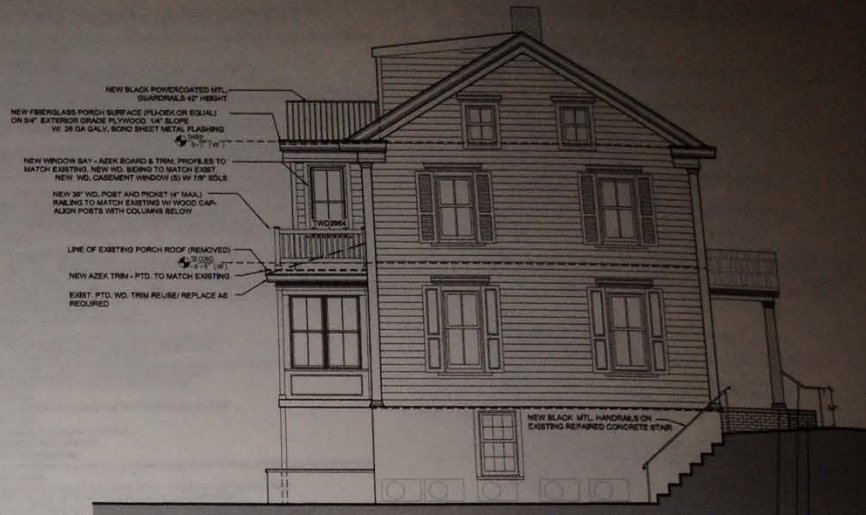 NEW BLACK POWERCOATED MTL.
GUARDRAILS 42" HEIGHT
NEW FIBERGLASS PORCH SURFACE (PLI-DEK OR EQUAL)
ON 3/4" EXTERIOR GRADE PLYWOOD 1/4" SLOPE
W/ 26 GA GALV. BOND SHEET METAL FLASHING
THIRD
NEW WINDOW BAY - AZEK BOARD & TRIM, PROFILES TO
MATCH EXISTING, NEW WD. SIDING TO MATCH EXIST.
NEW WD. CASEMENT WINDOW (S) W/ 7/8" SDLS
NEW 36" WD. POST AND PICKET (4" MAX.)
RAILING TO MATCH EXISTING W/ WOOD CAP-
ALIGN POSTS WITH COLUMNS BELOW
LINE OF EXISTING PORCH ROOF (REMOVED)
SECOND
NEW AZEK TRIM - PTD. TO MATCH EXISTING
EXIST. PTD. WD. TRIM REUSE/ REPLACE AS
REQUIRED
NEW BLACK MTL. HANDRAILS ON
EXISTING REPAIRED CONCRETE STAIR